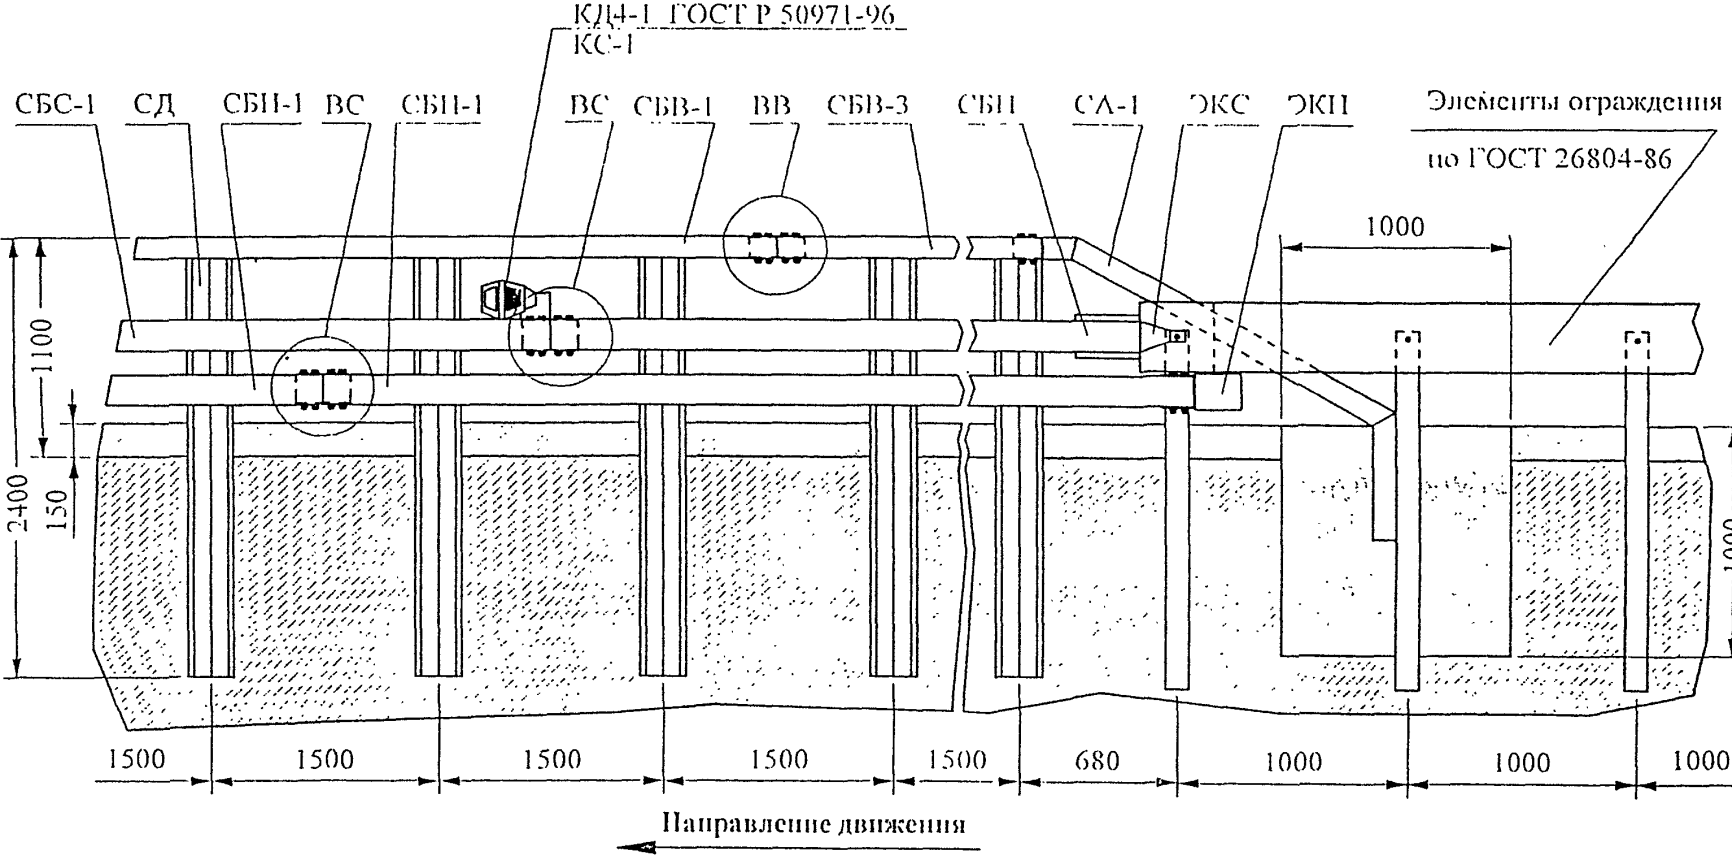 КД4-1 ГОСТ Р 50971-96
КС-1
СБС-1 СД СБН-1 ВС СБН-1 ВС СБВ-1 ВВ СБВ-3 СБН СА-1 ЭКС ЭКН Элементы ограждения
по ГОСТ 26804-86
1000
1100
2400
150
1000
1500 1500 1500 1500 1500 680 1000 1000 1000
Направление движения